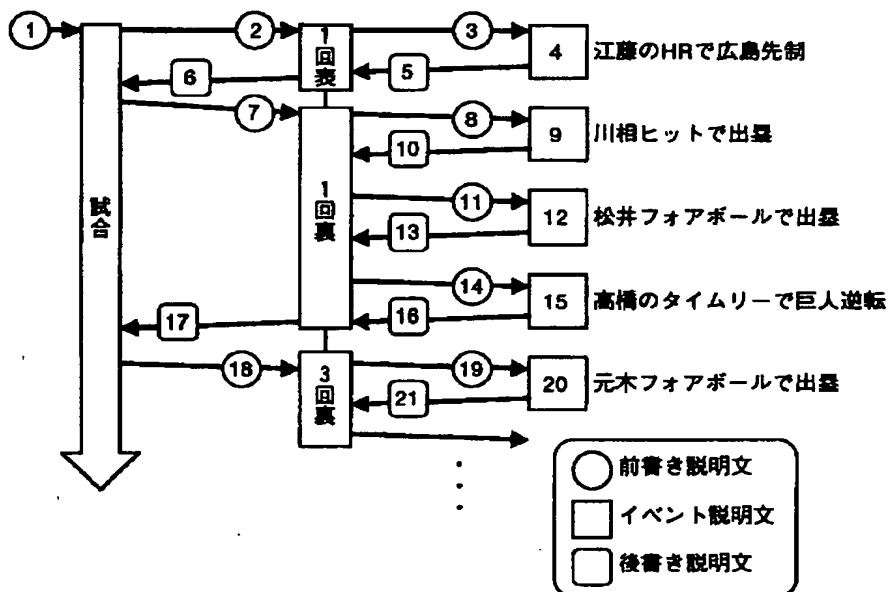 1
2
3
4
江藤のHRで広島先制
5
6
1回表
7
8
9
川相ヒットで出塁
10
11
12
松井フォアボールで出塁
13
14
15
高橋のタイムリーで巨人逆転
16
17
1回裏
試合
18
19
20
元木フォアボールで出塁
21
3回裏
前書き説明文
イベント説明文
後書き説明文